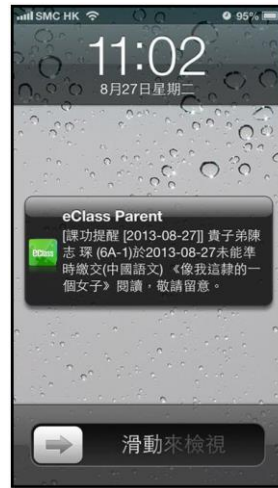 SMC HK
95%
11:02
8月27日星期二
eClass Parent
[課功提醒 [2013-08-27]] 貴子弟陳
志 琛 (6A-1)於2013-08-27未能準
時繳交(中國語文) 《像我這隸的一
個女子》閱讀，敬請留意。
eClass
滑動來檢視